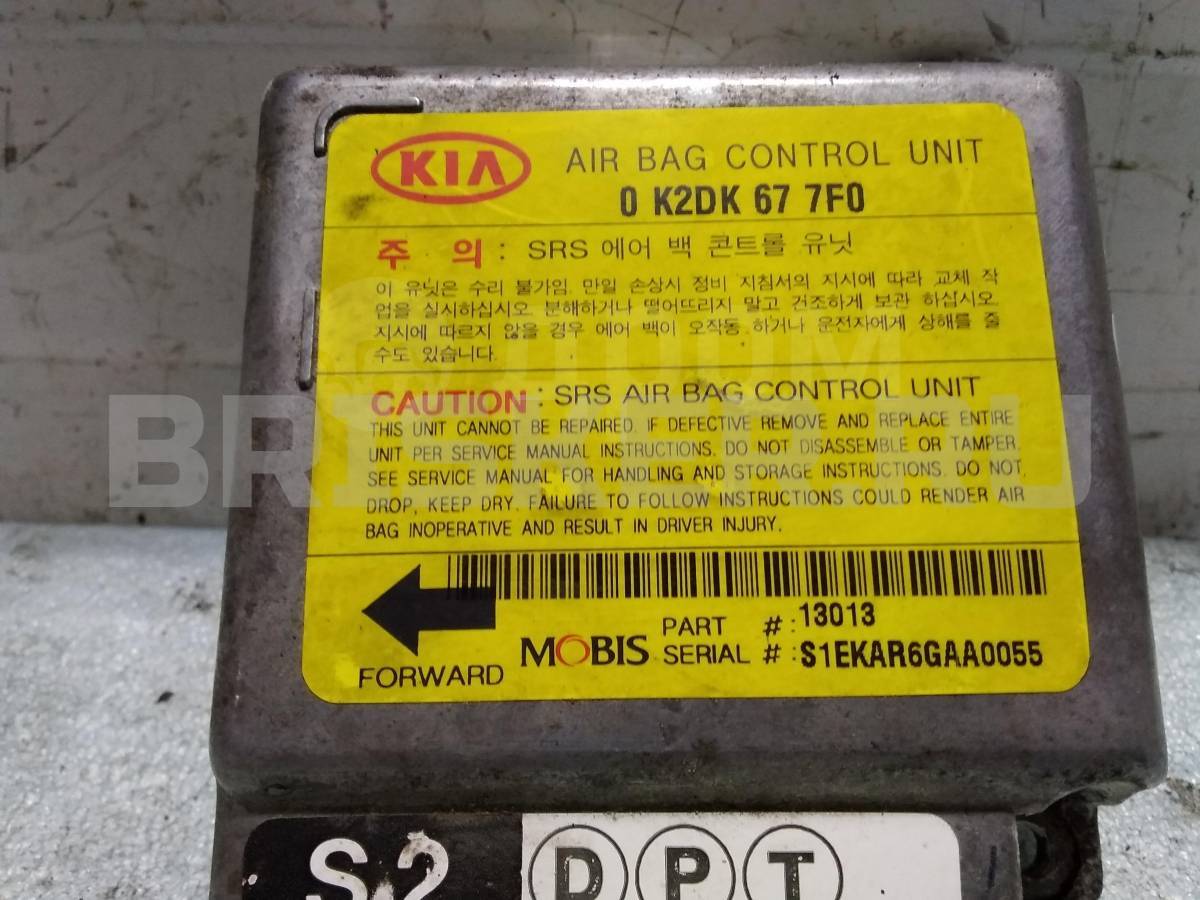 KIA AIR BAG CONTROL UNIT
0 K2DK 67 7F0
주 의 : SRS 에어 백 콘트롤 유닛
이 유닛은 수리 불가임. 만일 손상시 정비 지침서의 지시에 따라 교체 작
업을 실시하십시오. 분해하거나 떨어뜨리지 말고 건조하게 보관 하십시오.
지시에 따르지 않을 경우 에어 백이 오작동 하거나 운전자에게 상해를 줄
수도 있습니다.
CAUTION : SRS AIR BAG CONTROL UNIT
THIS UNIT CANNOT BE REPAIRED. IF DEFECTIVE REMOVE AND REPLACE ENTIRE
UNIT PER SERVICE MANUAL INSTRUCTIONS. DO NOT DISASSEMBLE OR TAMPER.
SEE SERVICE MANUAL FOR HANDLING AND STORAGE INSTRUCTIONS. DO NOT
DROP, KEEP DRY. FAILURE TO FOLLOW INSTRUCTIONS COULD RENDER AIR
BAG INOPERATIVE AND RESULT IN DRIVER INJURY.
FORWARD
MOBIS
PART # : 13013
SERIAL # : S1EKAR6GAA0055
S2 D P T